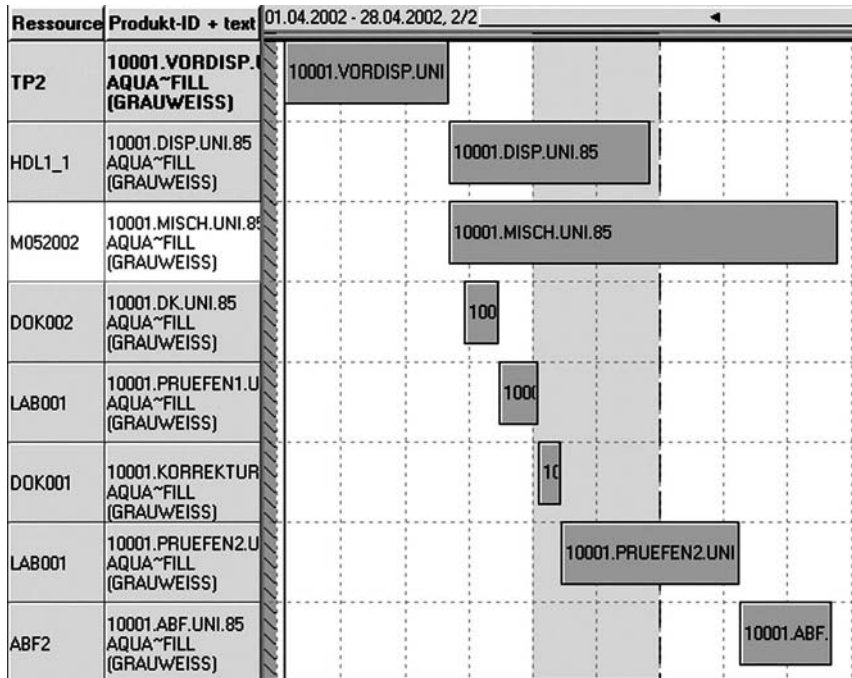 Ressource Produkt-ID + text 01.04.2002 - 28.04.2002, 2/2
TP2
10001.VORDISP.U
AQUA~FILL
(GRAUWEISS)
10001.VORDISP.UNI
HDL1_1
10001.DISP.UNI.85
AQUA~FILL
(GRAUWEISS)
10001.DISP.UNI.85
M052002
10001.MISCH.UNI.85
AQUA~FILL
(GRAUWEISS)
10001.MISCH.UNI.85
DOK002
10001.DK.UNI.85
AQUA~FILL
(GRAUWEISS)
100
LAB001
10001.PRUEFEN1.U
AQUA~FILL
(GRAUWEISS)
1000
DOK001
10001.KORREKTUR
AQUA~FILL
(GRAUWEISS)
10
LAB001
10001.PRUEFEN2.U
AQUA~FILL
(GRAUWEISS)
10001.PRUEFEN2.UNI
ABF2
10001.ABF.UNI.85
AQUA~FILL
(GRAUWEISS)
10001.ABF.